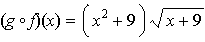 (g ∘ f)(x) = (x² + 9) √(x + 9)